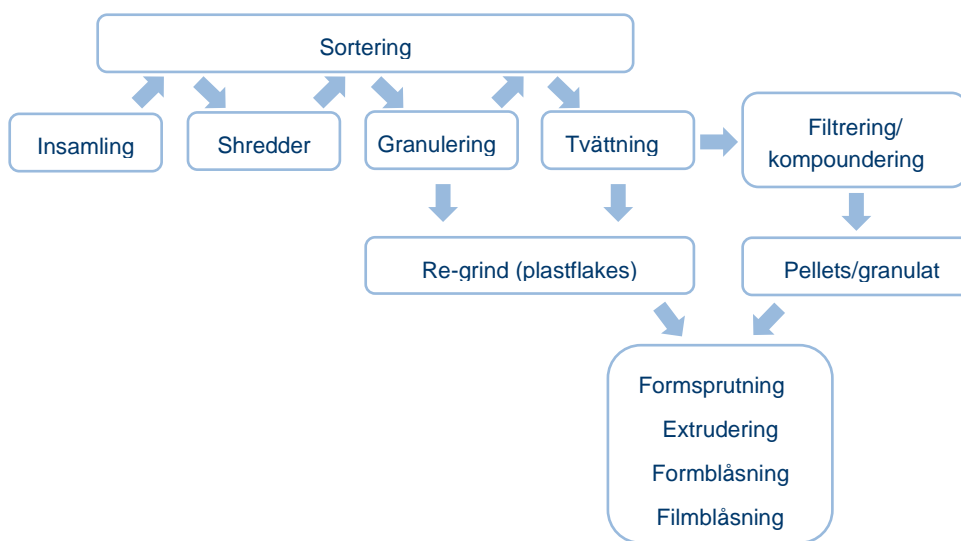 Sortering
Insamling
Shredder
Granulering
Tvättning
Filtrering/
kompoundering
Re-grind (plastflakes)
Pellets/granulat
Formsprutning
Extrudering
Formblåsning
Filmblåsning